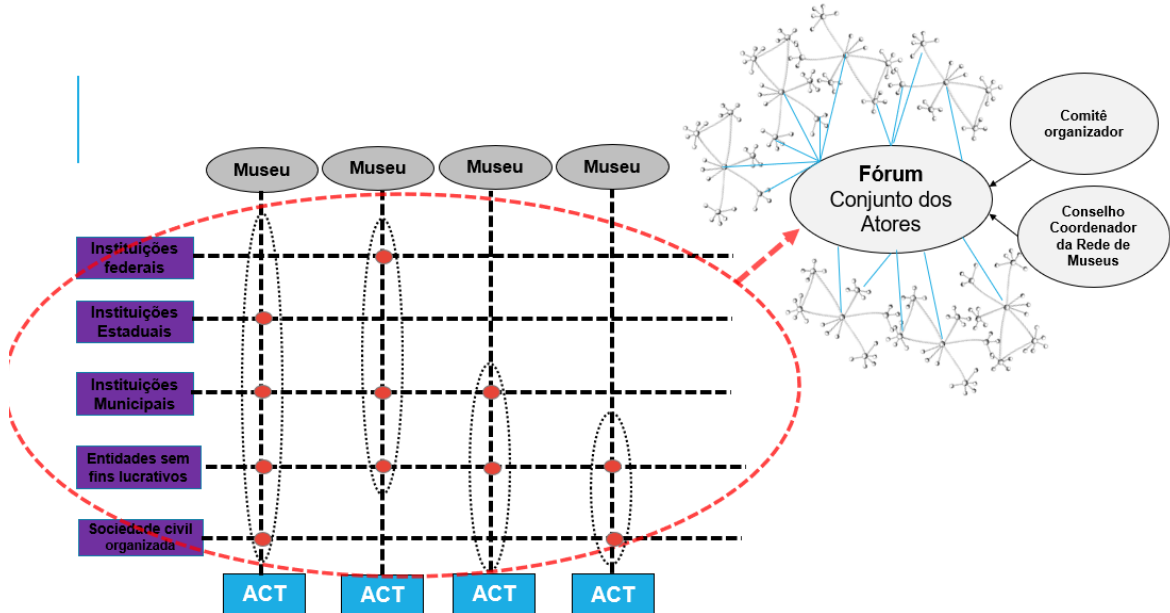 Museu
Museu
Museu
Museu
Instituições
federais
Instituições
Estaduais
Instituições
Municipais
Entidades sem
fins lucrativos
Sociedade civil
organizada
ACT
ACT
ACT
ACT
Fórum
Conjunto dos
Atores
Comitê
organizador
Conselho
Coordenador
da Rede de
Museus